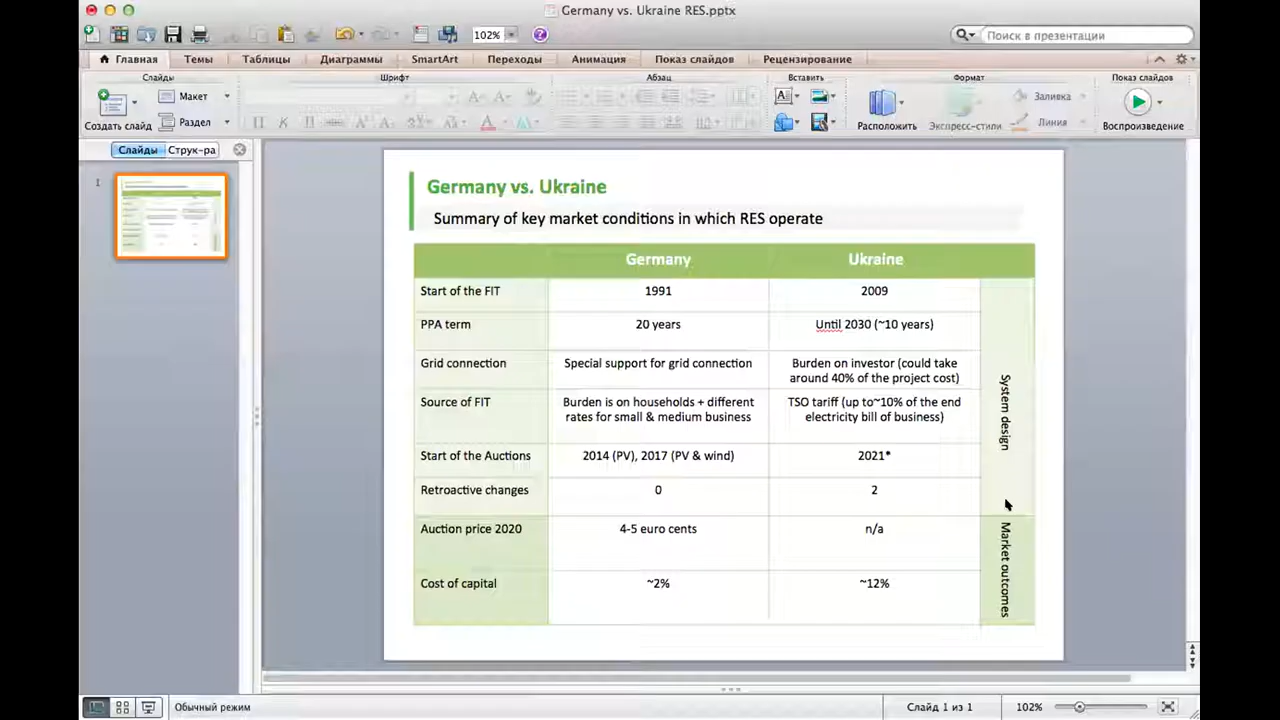 Germany vs. Ukraine RES.pptx
102%
Поиск в презентации
Главная Темы Таблицы Диаграммы SmartArt Переходы Анимация Показ слайдов Рецензирование
Слайды Шрифт Абзац Вставить Формат Показ слайдов
Макет
Заливка
Раздел
Линия
Создать слайд Расположить Экспресс-стили Воспроизведение
Слайды Струк-ра
1
Germany vs. Ukraine
Summary of key market conditions in which RES operate
Germany Ukraine
Start of the FIT 1991 2009
PPA term 20 years Until 2030 (~10 years)
Grid connection Special support for grid connection Burden on investor (could take
around 40% of the project cost)
Source of FIT Burden is on households + different TSO tariff (up to~10% of the end
rates for small & medium business electricity bill of business)
Start of the Auctions 2014 (PV), 2017 (PV & wind) 2021*
Retroactive changes 0 2
System design
Auction price 2020 4-5 euro cents n/a
Cost of capital ~2% ~12%
Market outcomes
Обычный режим Слайд 1 из 1 102%